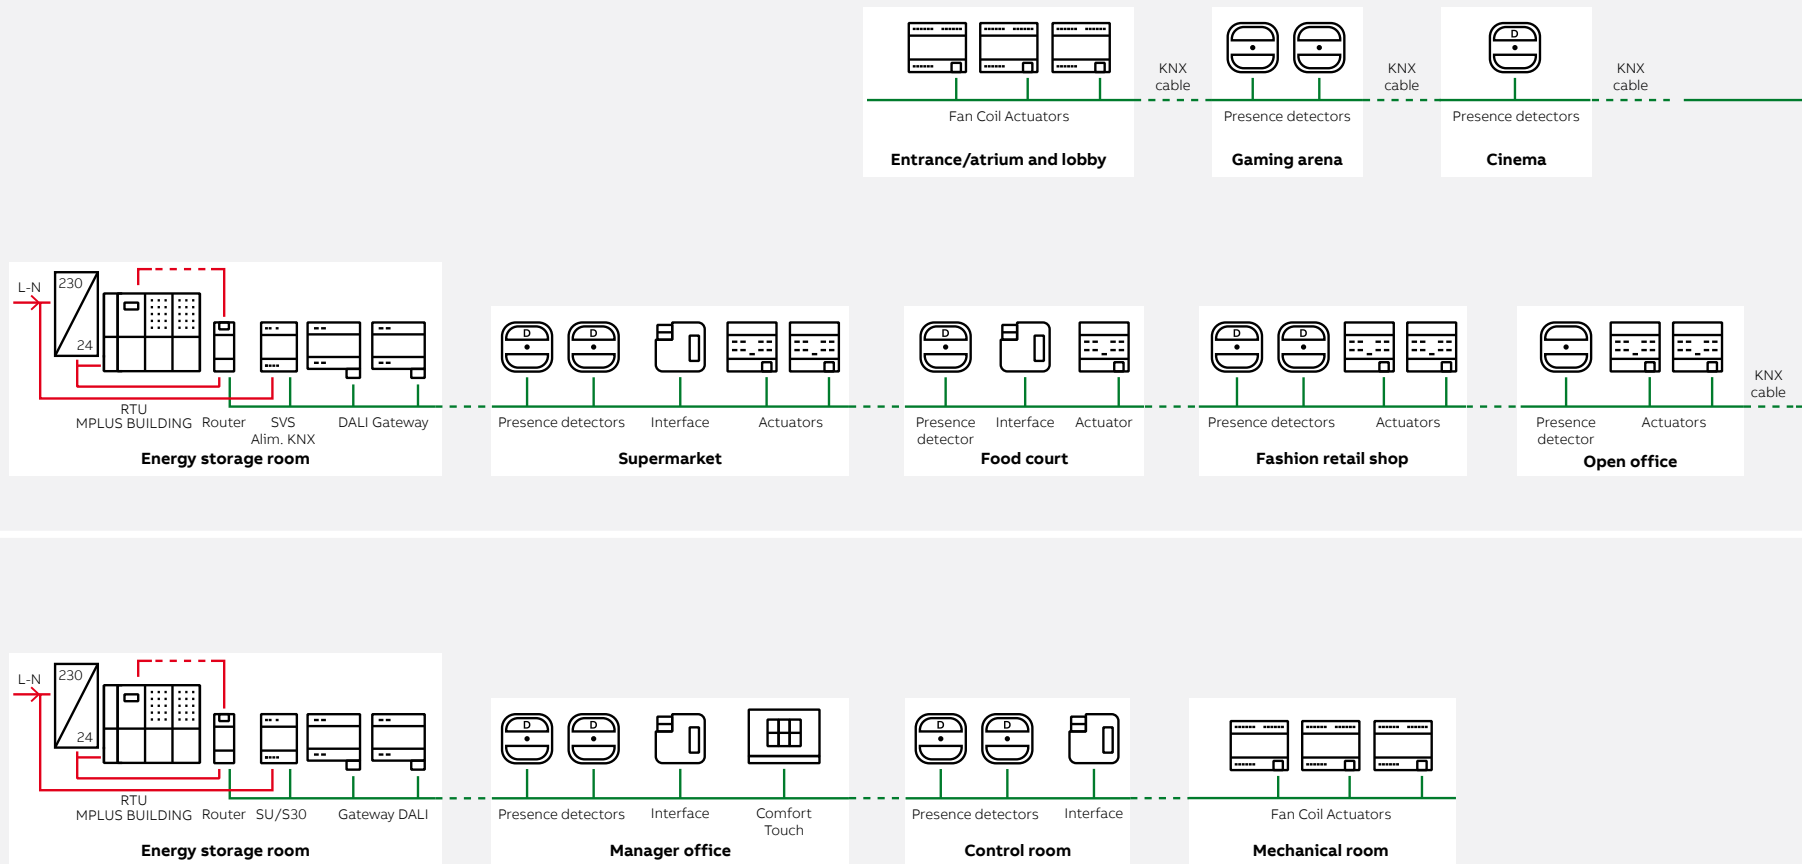 KNX
cable
KNX
cable
KNX
cable
D
Fan Coil Actuators
Presence detectors
Presence detectors
Entrance/atrium and lobby
Gaming arena
Cinema
L-N
230
24
D
D
D
D
D
KNX
cable
RTU
MPLUS BUILDING
Router
SVS
Alim. KNX
DALI Gateway
Energy storage room
Presence detectors
Interface
Actuators
Supermarket
Presence
detector
Interface
Actuator
Food court
Presence detectors
Actuators
Fashion retail shop
Presence
detector
Actuators
Open office
L-N
230
24
D
D
D
D
RTU
MPLUS BUILDING
Router
SU/S30
Gateway DALI
Energy storage room
Presence detectors
Interface
Comfort
Touch
Manager office
Presence detectors
Interface
Control room
Fan Coil Actuators
Mechanical room